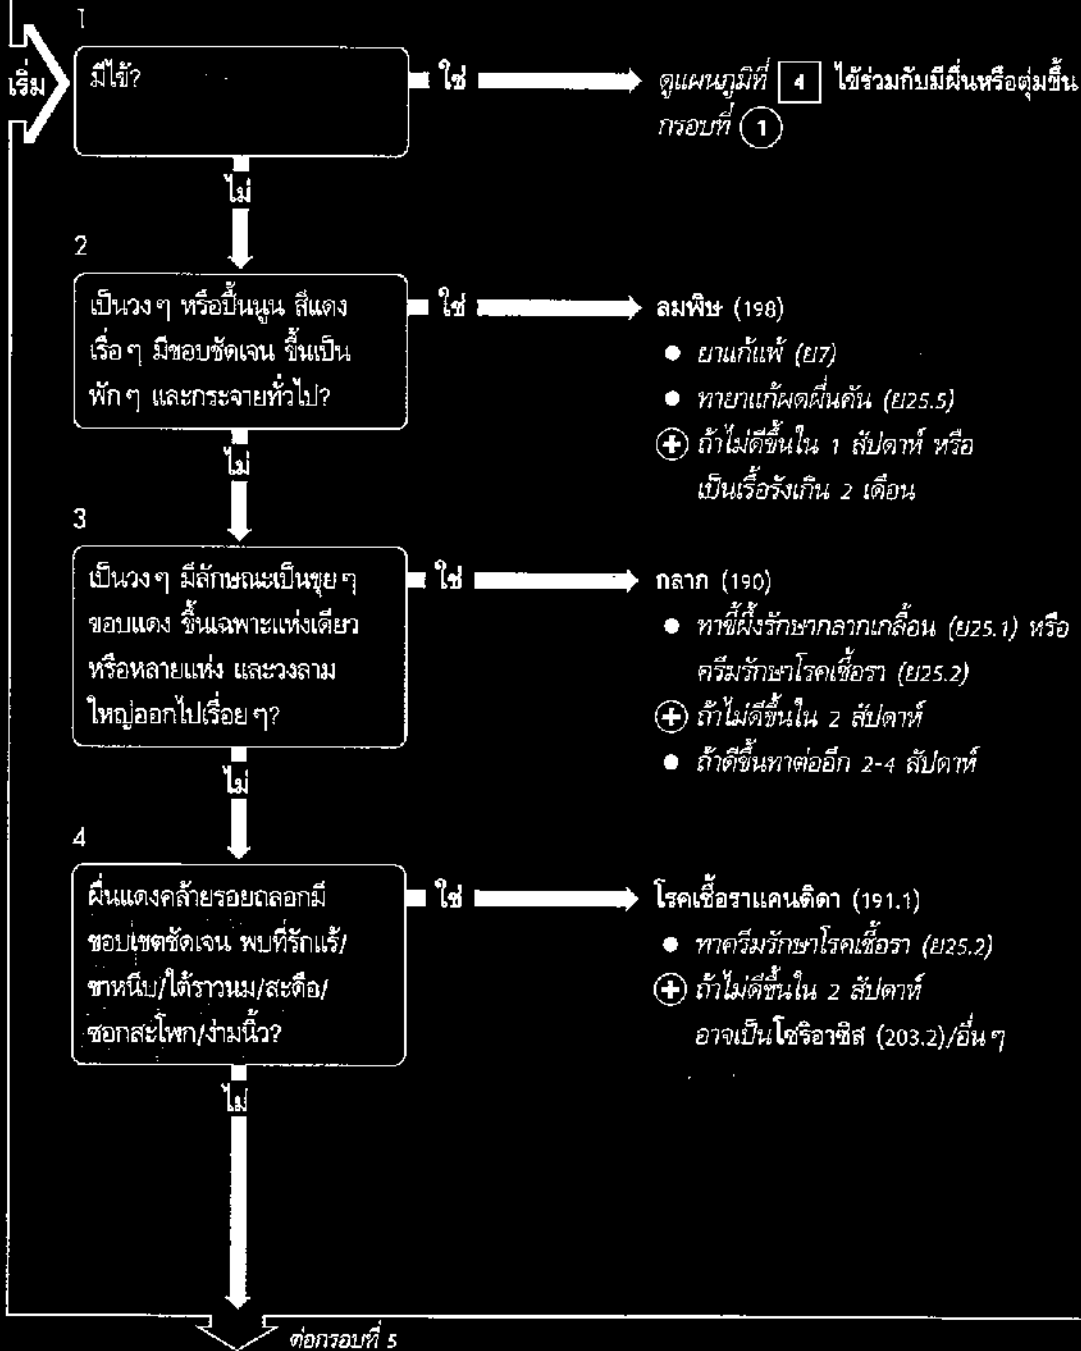 1
เริ่ม
มีไข้?
ใช่
ดูแผนภูมิที่ 4 ไข้ร่วมกับมีผื่นหรือตุ่มขึ้น
กรอบที่ 1
ไม่
2
เป็นวงๆ หรือปื้นนูน สีแดง
เรื่อๆ มีขอบชัดเจน ขึ้นเป็น
พักๆ และกระจายทั่วไป?
ใช่
ลมพิษ (198)
● ยาแก้แพ้ (ย7)
● ทายาแก้ผดผื่นคัน (ย25.5)
⊕ ถ้าไม่ดีขึ้นใน 1 สัปดาห์ หรือ
เป็นเรื้อรังเกิน 2 เดือน
ไม่
3
เป็นวงๆ มีลักษณะเป็นขุยๆ
ขอบแดง ขึ้นเฉพาะแห่งเดียว
หรือหลายแห่ง และวงลาม
ใหญ่ออกไปเรื่อยๆ?
ใช่
กลาก (190)
● ทาขี้ผึ้งรักษากลากเกลื้อน (ย25.1) หรือ
ครีมรักษาโรคเชื้อรา (ย25.2)
⊕ ถ้าไม่ดีขึ้นใน 2 สัปดาห์
● ถ้าดีขึ้นทาต่ออีก 2-4 สัปดาห์
ไม่
4
ผื่นแดงคล้ายรอยถลอกมี
ขอบเขตชัดเจน พบที่รักแร้/
ขาหนีบ/ใต้ราวนม/สะดือ/
ซอกสะโพก/ง่ามนิ้ว?
ใช่
โรคเชื้อราแคนดิดา (191.1)
● ทาครีมรักษาโรคเชื้อรา (ย25.2)
⊕ ถ้าไม่ดีขึ้นใน 2 สัปดาห์
อาจเป็นโซริอาซิส (203.2)/อื่นๆ
ไม่
ต่อกรอบที่ 5